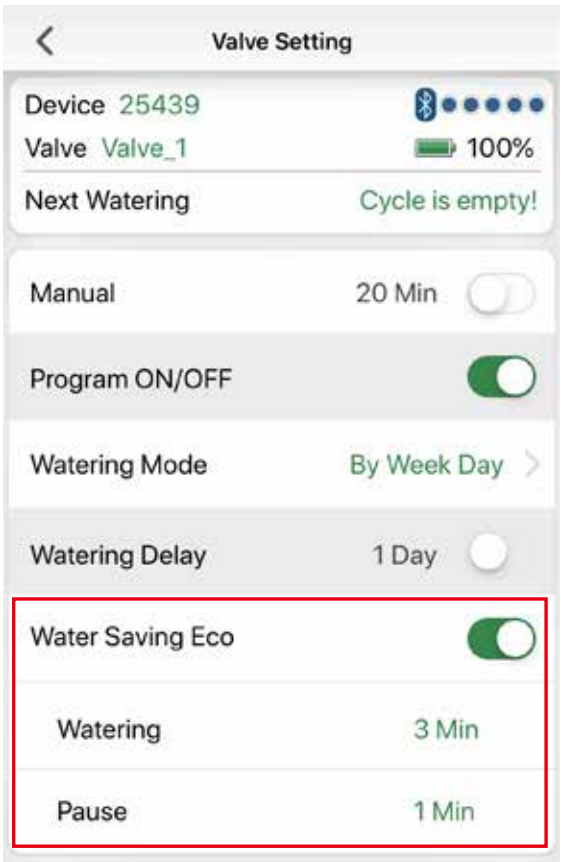 Valve Setting
Device 25439
Valve Valve_1 100%
Next Watering Cycle is empty!
Manual 20 Min
Program ON/OFF
Watering Mode By Week Day
Watering Delay 1 Day
Water Saving Eco
Watering 3 Min
Pause 1 Min